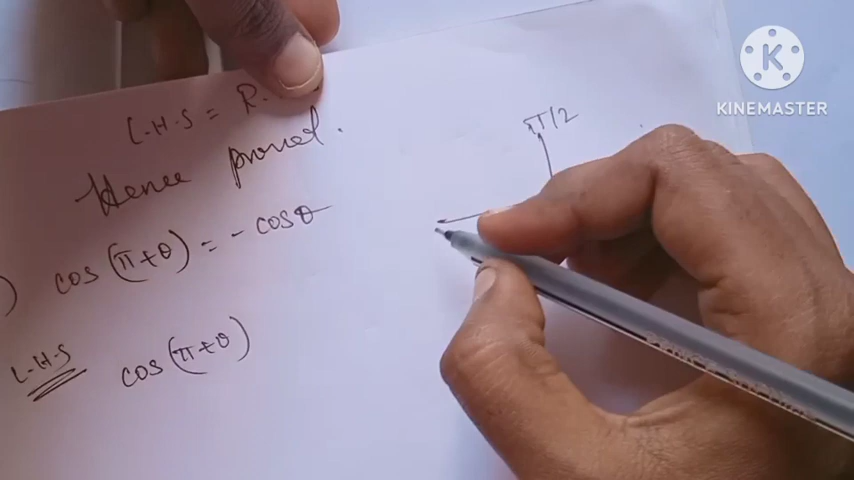 L.H.S = R.
Hence proved.
π/2
) cos(π+θ) = - cosθ
L.H.S cos(π+θ)
KINEMASTER